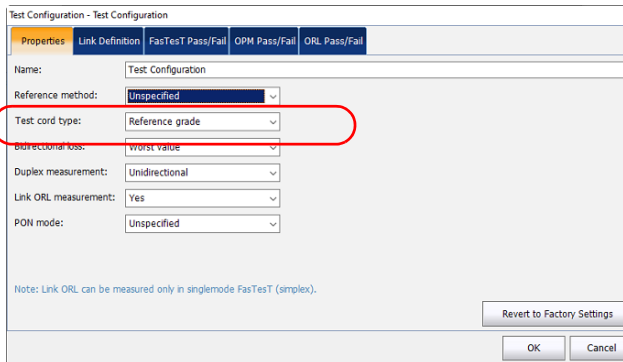 Test Configuration - Test Configuration
Properties Link Definition FasTesT Pass/Fail OPM Pass/Fail ORL Pass/Fail
Name: Test Configuration
Reference method: Unspecified
Test cord type: Reference grade
Bidirectional loss: Worst value
Duplex measurement: Unidirectional
Link ORL measurement: Yes
PON mode: Unspecified
Note: Link ORL can be measured only in singlemode FasTesT (simplex).
Revert to Factory Settings
OK Cancel